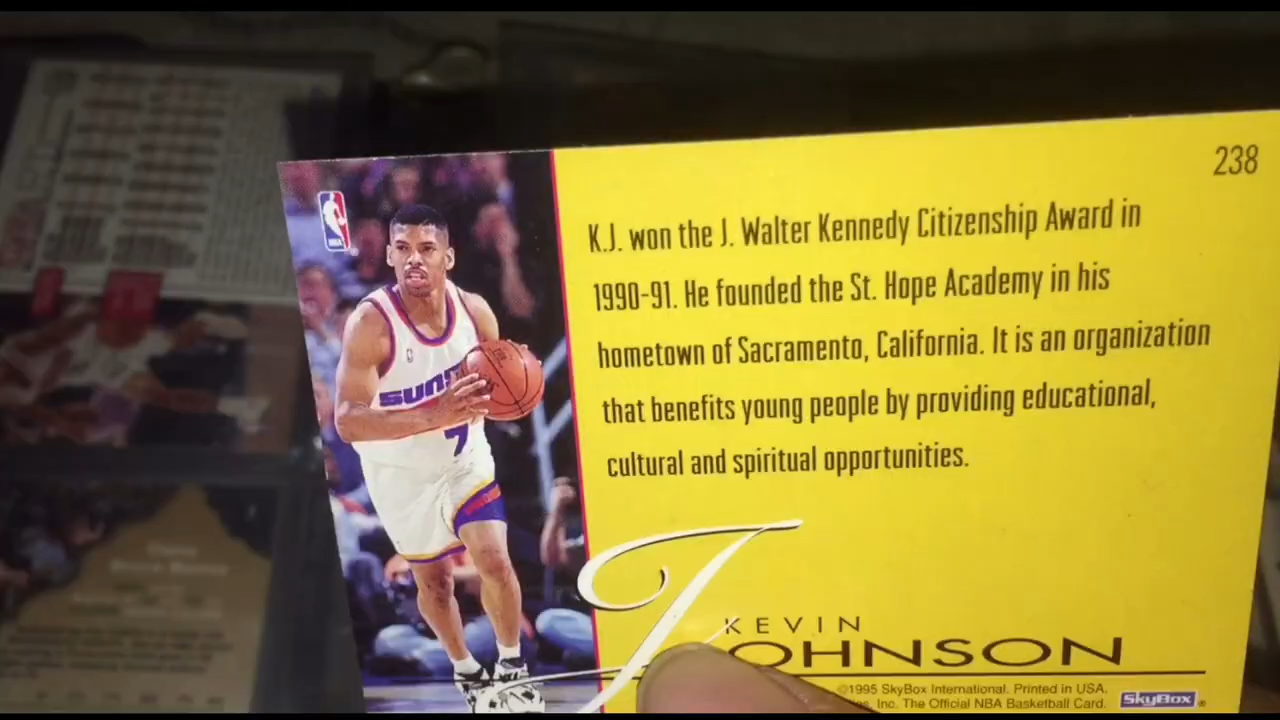 238
K.J. won the J. Walter Kennedy Citizenship Award in
1990-91. He founded the St. Hope Academy in his
hometown of Sacramento, California. It is an organization
that benefits young people by providing educational,
cultural and spiritual opportunities.
NBA
SUNS
7
KEVIN
JOHNSON
©1995 SkyBox International. Printed in USA.
Inc. The Official NBA Basketball Card.
SkyBox